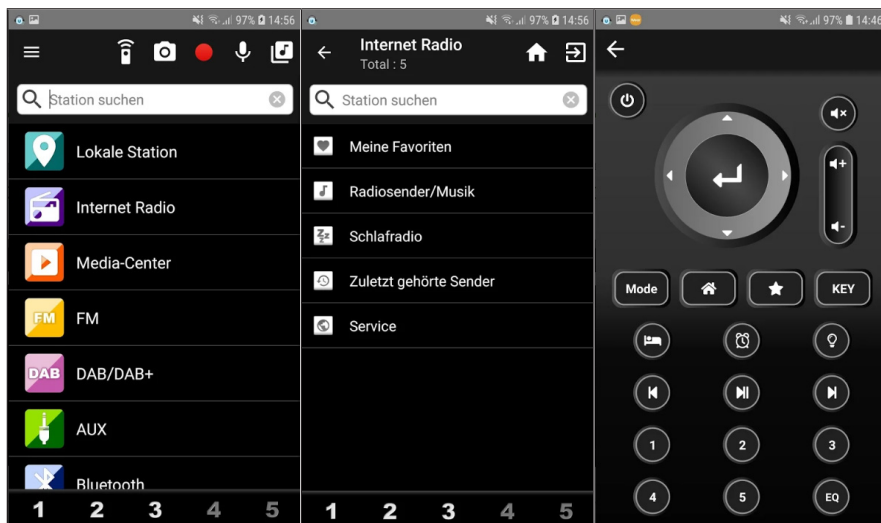 97% 14:56
Station suchen
Lokale Station
Internet Radio
Media-Center
FM
FM
DAB
DAB/DAB+
AUX
Bluetooth
1 2 3 4 5
97% 14:56
Internet Radio
Total : 5
Station suchen
Meine Favoriten
Radiosender/Musik
Zz
Schlafradio
Zuletzt gehörte Sender
Service
1 2 3 4 5
97% 14:46
+
-
Mode
KEY
1 2 3
4 5 EQ